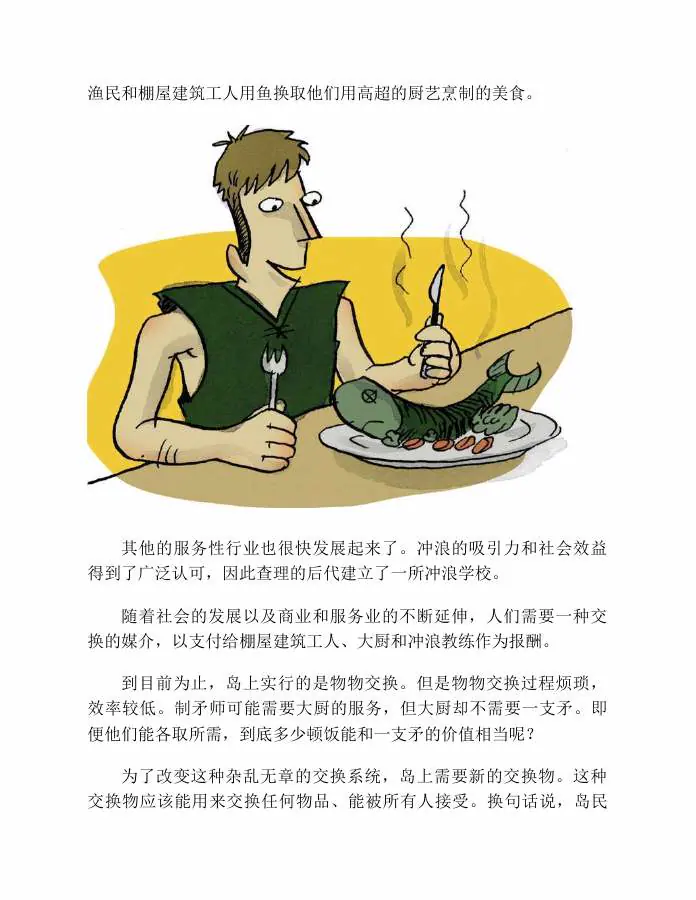 渔民和棚屋建筑工人用鱼换取他们用高超的厨艺烹制的美食。
其他的服务性行业也很快发展起来了。冲浪的吸引力和社会效益
得到了广泛认可，因此查理的后代建立了一所冲浪学校。
随着社会的发展以及商业和服务业的不断延伸，人们需要一种交
换的媒介，以支付给棚屋建筑工人、大厨和冲浪教练作为报酬。
到目前为止，岛上实行的是物物交换。但是物物交换过程烦琐，
效率较低。制矛师可能需要大厨的服务，但大厨却不需要一支矛。即
便他们能各取所需，到底多少顿饭能和一支矛的价值相当呢？
为了改变这种杂乱无章的交换系统，岛上需要新的交换物。这种
交换物应该能用来交换任何物品、能被所有人接受。换句话说，岛民